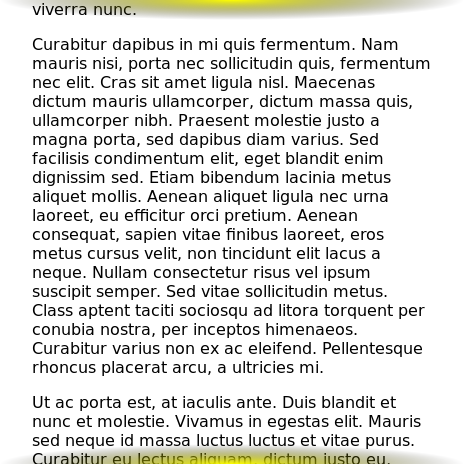 viverra nunc.
Curabitur dapibus in mi quis fermentum. Nam
mauris nisi, porta nec sollicitudin quis, fermentum
nec elit. Cras sit amet ligula nisl. Maecenas
dictum mauris ullamcorper, dictum massa quis,
ullamcorper nibh. Praesent molestie justo a
magna porta, sed dapibus diam varius. Sed
facilisis condimentum elit, eget blandit enim
dignissim sed. Etiam bibendum lacinia metus
aliquet mollis. Aenean aliquet ligula nec urna
laoreet, eu efficitur orci pretium. Aenean
consequat, sapien vitae finibus laoreet, eros
metus cursus velit, non tincidunt elit lacus a
neque. Nullam consectetur risus vel ipsum
suscipit semper. Sed vitae sollicitudin metus.
Class aptent taciti sociosqu ad litora torquent per
conubia nostra, per inceptos himenaeos.
Curabitur varius non ex ac eleifend. Pellentesque
rhoncus placerat arcu, a ultricies mi.
Ut ac porta est, at iaculis ante. Duis blandit et
nunc et molestie. Vivamus in egestas elit. Mauris
sed neque id massa luctus luctus et vitae purus.
Curabitur eu lectus aliquam, dictum justo eu,